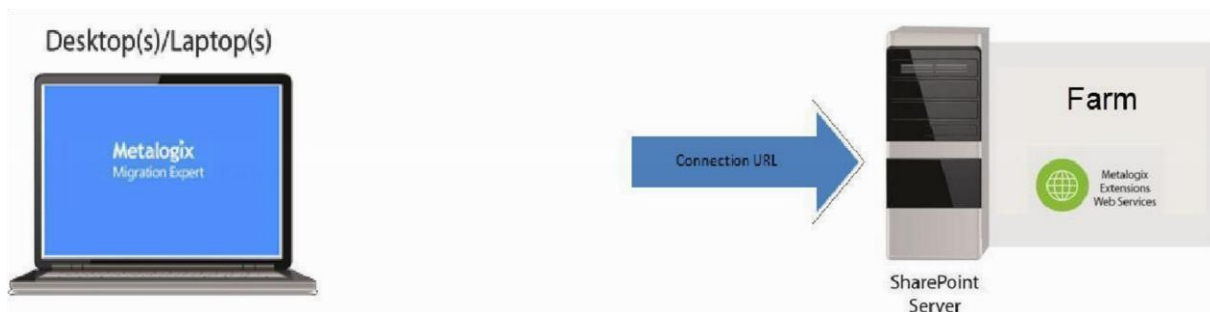 Desktop(s)/Laptop(s)
Metalogix
Migration Expert
Connection URL
Farm
Metalogix
Extensions
Web Services
SharePoint
Server